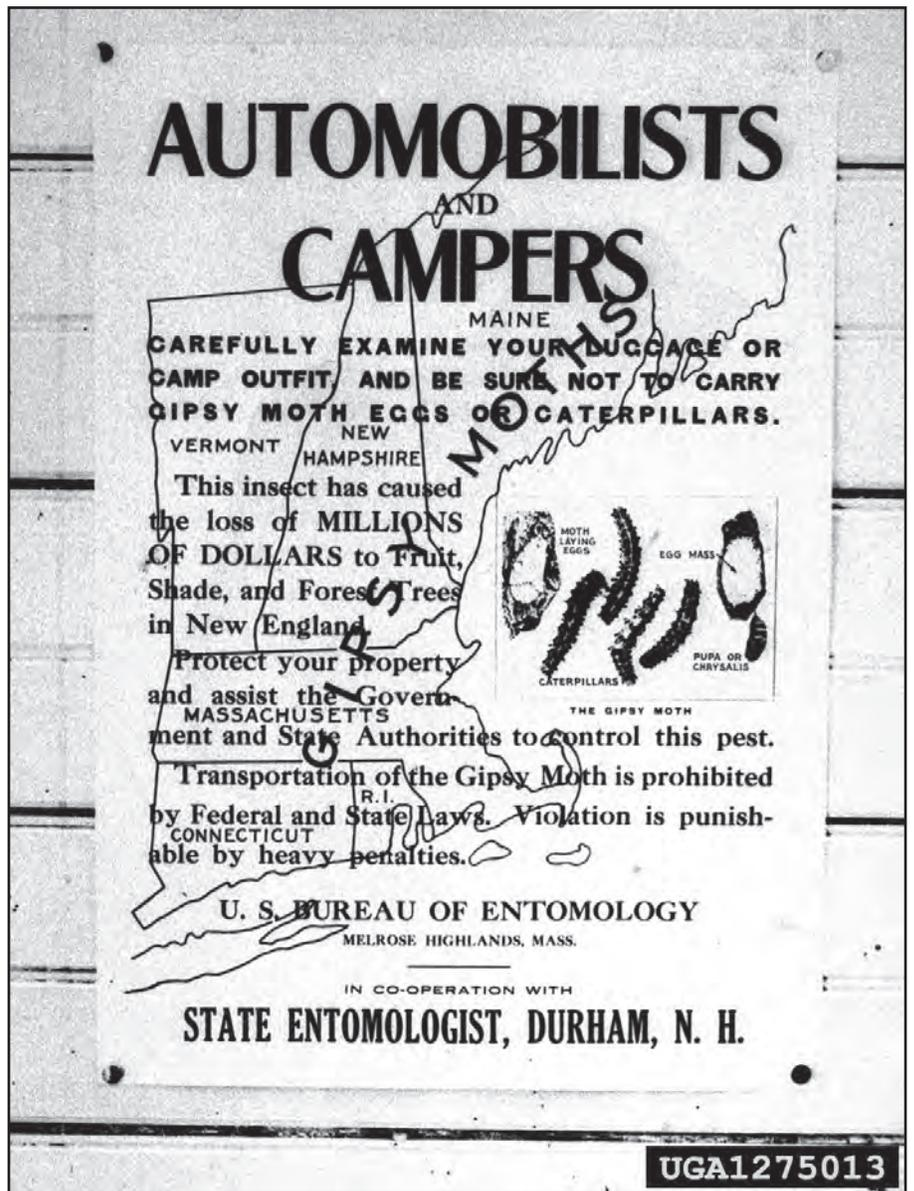 AUTOMOBILISTS
AND
CAMPERS
MAINE
CAREFULLY EXAMINE YOUR LUGGAGE OR
CAMP OUTFIT, AND BE SURE NOT TO CARRY
GIPSY MOTH EGGS OR CATERPILLARS.
VERMONT
NEW
HAMPSHIRE
GIPSY MOTHS
This insect has caused
the loss of MILLIONS
OF DOLLARS to Fruit,
Shade, and Forest Trees
in New England.
MOTH
LAYING
EGGS
EGG MASS
CATERPILLARS
PUPA OR
CHRYSALIS
THE GIPSY MOTH
Protect your property
and assist the Govern-
MASSACHUSETTS
ment and State Authorities to control this pest.
Transportation of the Gipsy Moth is prohibited
R.I.
by Federal and State Laws. Violation is punish-
CONNECTICUT
able by heavy penalties.
U. S. BUREAU OF ENTOMOLOGY
MELROSE HIGHLANDS, MASS.
IN CO-OPERATION WITH
STATE ENTOMOLOGIST, DURHAM, N. H.
UGA1275013